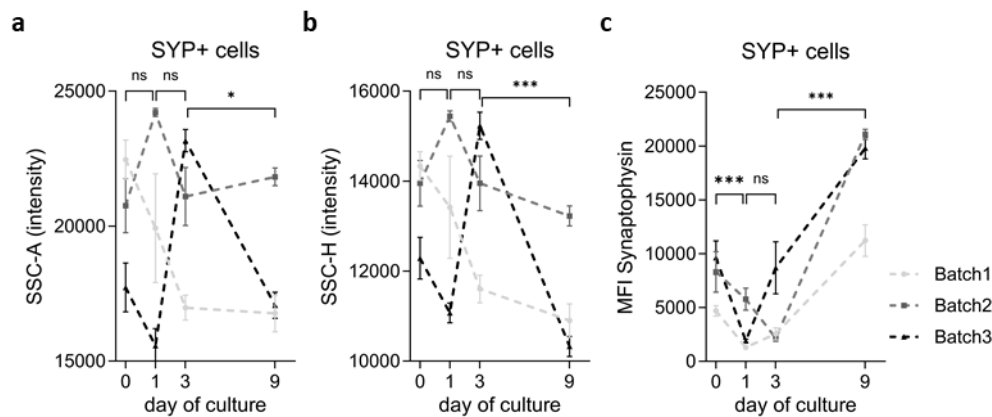 a
SYP+ cells
ns
ns
*
25000
20000
15000
SSC-A (intensity)
0
1
3
9
day of culture
b
SYP+ cells
ns
ns
***
16000
14000
12000
10000
SSC-H (intensity)
0
1
3
9
day of culture
c
SYP+ cells
***
***
ns
25000
20000
15000
10000
5000
0
MFI Synaptophysin
0
1
3
9
day of culture
Batch1
Batch2
Batch3